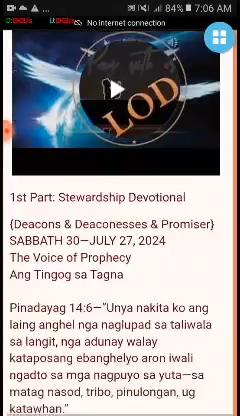 84% 7:06 AM
No internet connection
LOD
1st Part: Stewardship Devotional
{Deacons & Deaconesses & Promiser}
SABBATH 30—JULY 27, 2024
The Voice of Prophecy
Ang Tingog sa Tagna
Pinadayag 14:6—“Unya nakita ko ang
laing anghel nga naglupad sa taliwala
sa langit, nga adunay walay
kataposang ebanghelyo aron iwali
ngadto sa mga nagpuyo sa yuta—sa
matag nasod, tribo, pinulongan, ug
katawhan.”